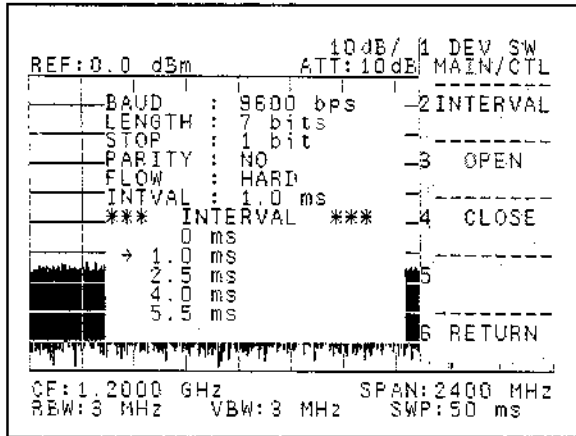 10dB/
REF:0.0 dBm ATT:10dB
BAUD : 9600 bps
LENGTH : 7 bits
STOP : 1 bit
PARITY : NO
FLOW : HARD
INTVAL : 1.0 ms
*** INTERVAL ***
0 ms
→ 1.0 ms
2.5 ms
4.0 ms
5.5 ms
1 DEV SW
MAIN/CTL
2 INTERVAL
3 OPEN
4 CLOSE
5
6 RETURN
CF:1.2000 GHz SPAN:2400 MHz
RBW:3 MHz VBW:3 MHz SWP:50 ms